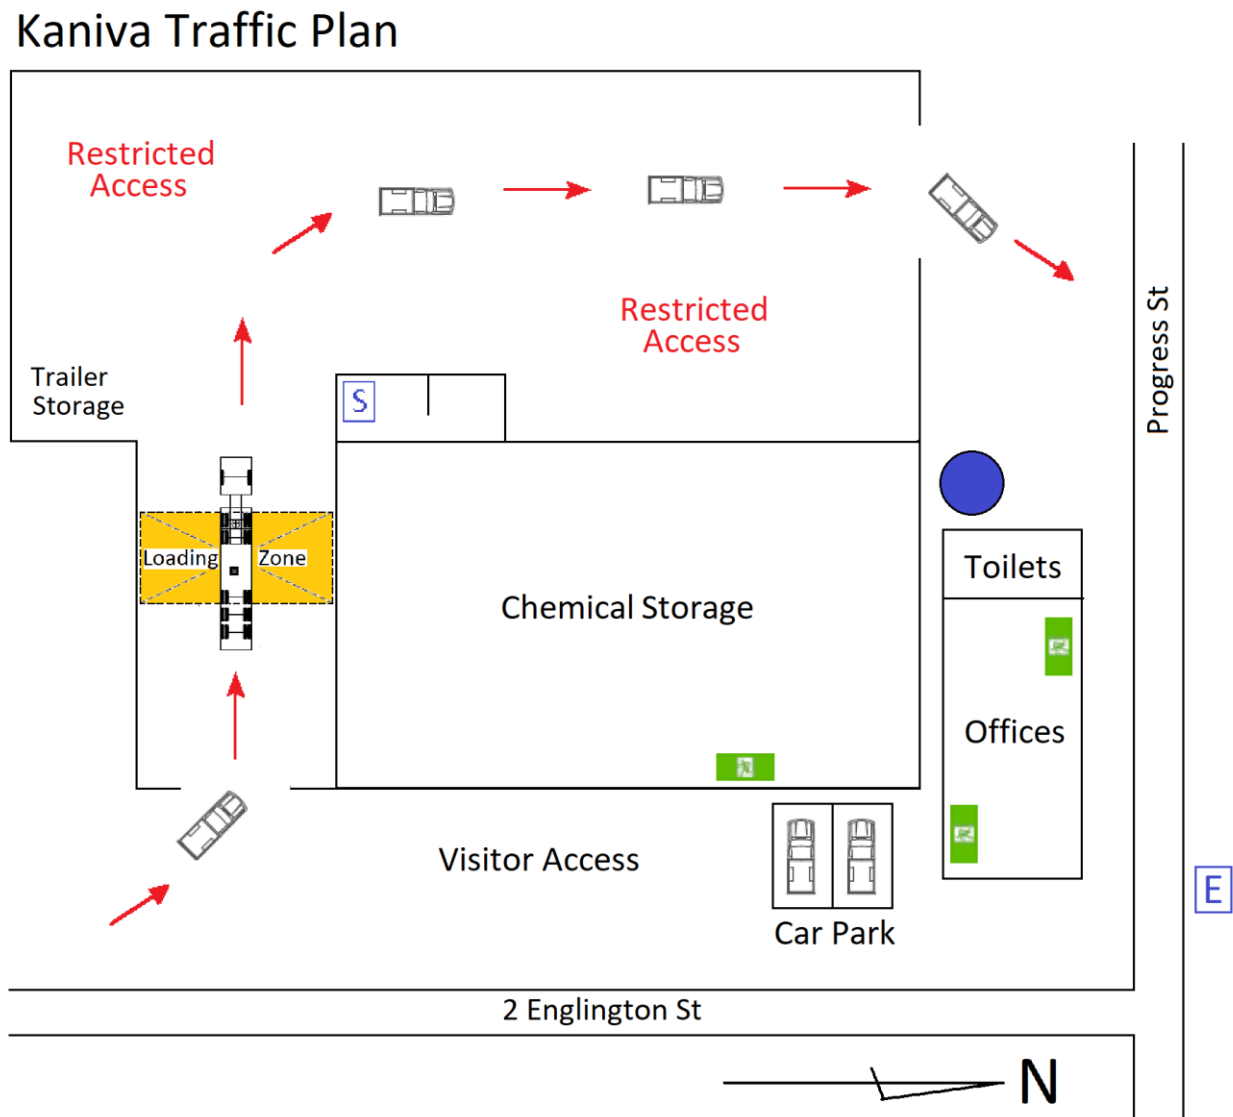 Kaniva Traffic Plan
Restricted
Access
Restricted
Access
Progress St
Trailer
Storage
S
Loading Zone
Toilets
Chemical Storage
Offices
Visitor Access
E
Car Park
2 Englington St
N